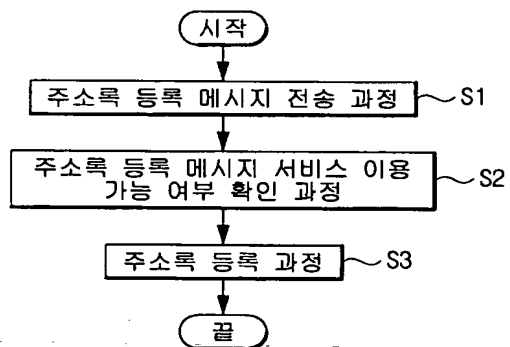 시작
주소록 등록 메시지 전송 과정
S1
주소록 등록 메시지 서비스 이용
가능 여부 확인 과정
S2
주소록 등록 과정
S3
끝